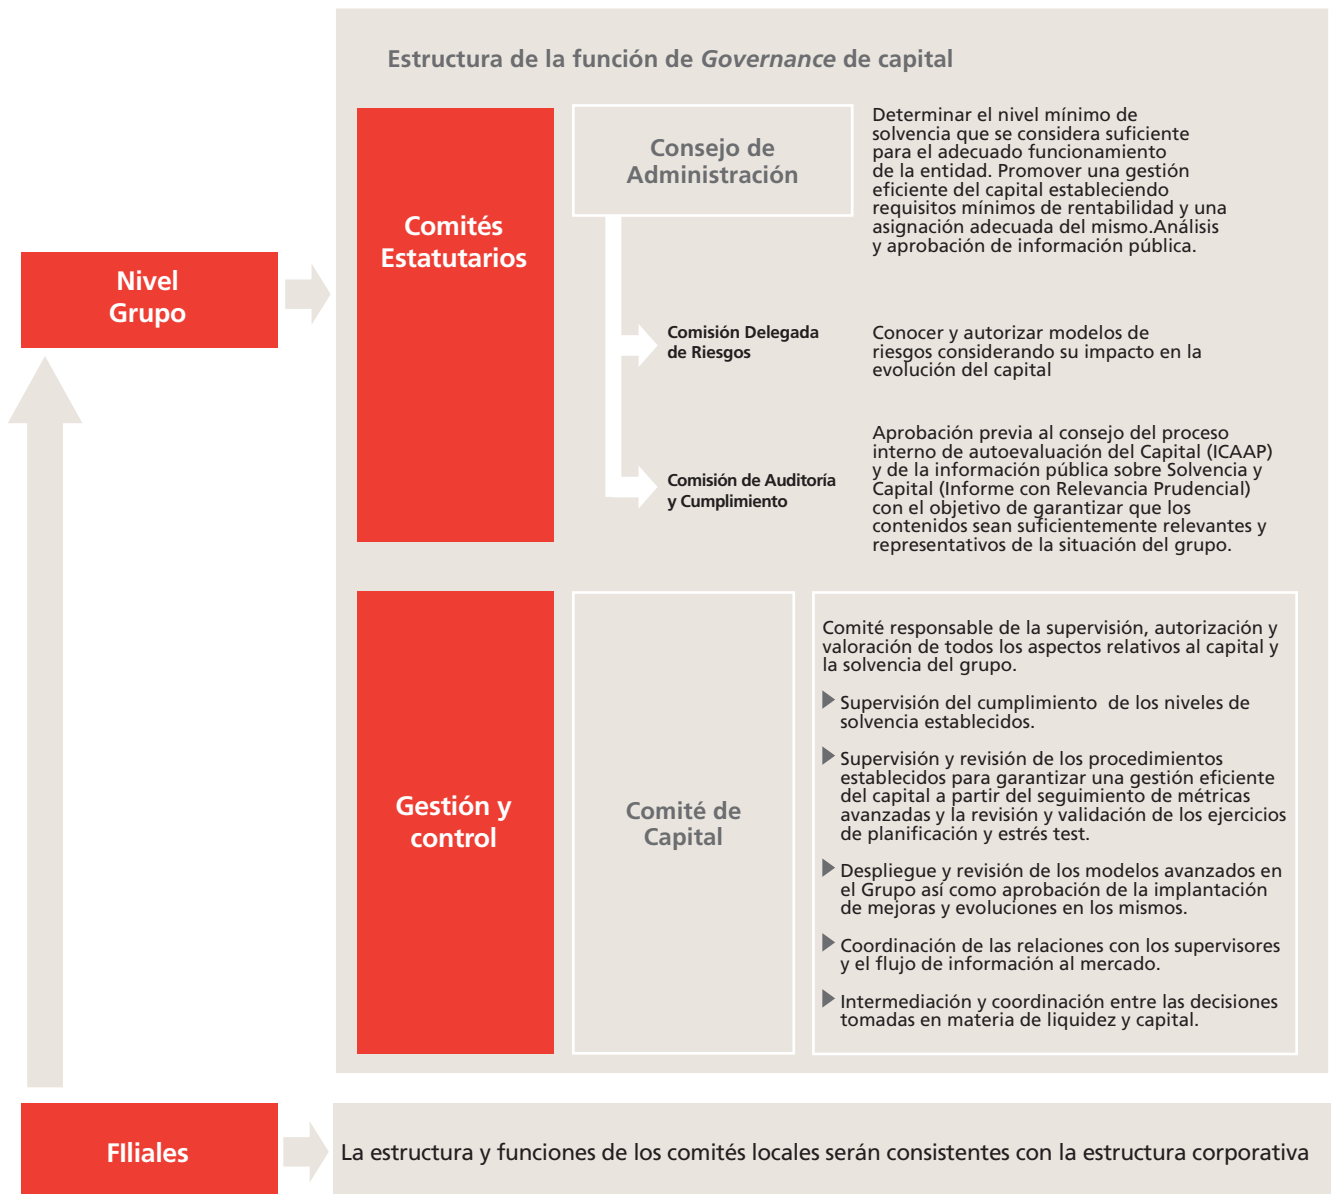 Estructura de la función de Governance de capital
Nivel
Grupo
Comités
Estatutarios
Consejo de
Administración
Determinar el nivel mínimo de
solvencia que se considera suficiente
para el adecuado funcionamiento
de la entidad. Promover una gestión
eficiente del capital estableciendo
requisitos mínimos de rentabilidad y una
asignación adecuada del mismo.Análisis
y aprobación de información pública.
Comisión Delegada
de Riesgos
Conocer y autorizar modelos de
riesgos considerando su impacto en la
evolución del capital
Comisión de Auditoría
y Cumplimiento
Aprobación previa al consejo del proceso
interno de autoevaluación del Capital (ICAAP)
y de la información pública sobre Solvencia y
Capital (Informe con Relevancia Prudencial)
con el objetivo de garantizar que los
contenidos sean suficientemente relevantes y
representativos de la situación del grupo.
Gestión y
control
Comité de
Capital
Comité responsable de la supervisión, autorización y
valoración de todos los aspectos relativos al capital y
la solvencia del grupo.
Supervisión del cumplimiento  de los niveles de
solvencia establecidos.
Supervisión y revisión de los procedimientos
establecidos para garantizar una gestión eficiente
del capital a partir del seguimiento de métricas
avanzadas y la revisión y validación de los ejercicios
de planificación y estrés test.
Despliegue y revisión de los modelos avanzados en
el Grupo así como aprobación de la implantación
de mejoras y evoluciones en los mismos.
Coordinación de las relaciones con los supervisores
y el flujo de información al mercado.
Intermediación y coordinación entre las decisiones
tomadas en materia de liquidez y capital.
FIliales
La estructura y funciones de los comités locales serán consistentes con la estructura corporativa